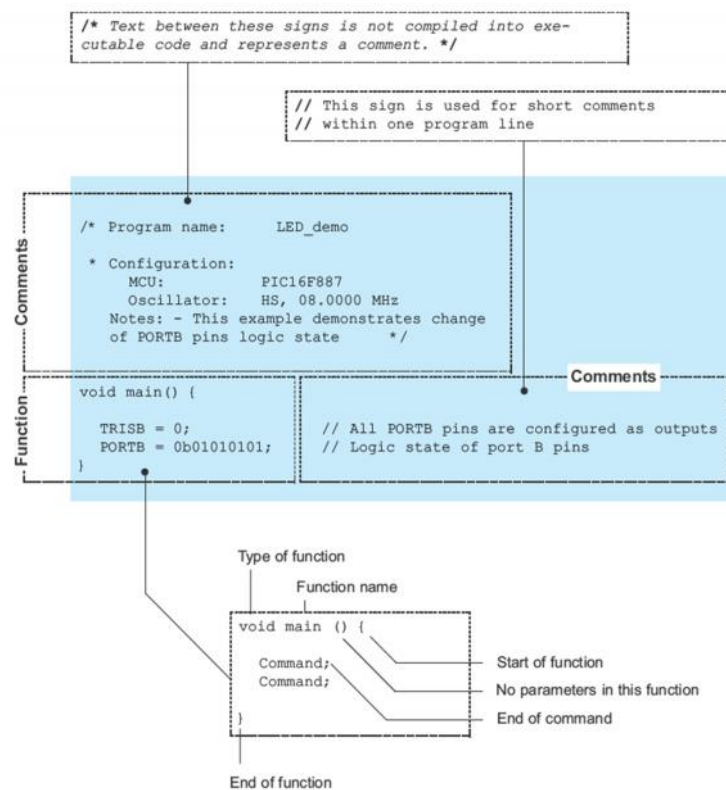 /* Text between these signs is not compiled into exe-
cutable code and represents a comment. */
// This sign is used for short comments
// within one program line
Comments
/* Program name: LED_demo
* Configuration:
MCU: PIC16F887
Oscillator: HS, 08.0000 MHz
Notes: - This example demonstrates change
of PORTB pins logic state */
Comments
Function
void main() {
TRISB = 0; // All PORTB pins are configured as outputs
PORTB = 0b01010101; // Logic state of port B pins
}
Type of function
Function name
void main () {
Start of function
Command;
No parameters in this function
Command;
End of command
}
End of function